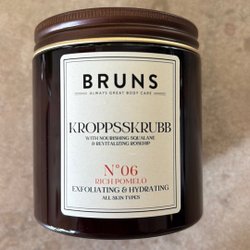 BRUNS
ALWAYS GREAT BODY CARE
KROPPSSKRUBB
WITH NOURISHING SQUALANE
& REVITALIZING ROSEHIP
N°06
RICH POMELO
EXFOLIATING & HYDRATING
ALL SKIN TYPES